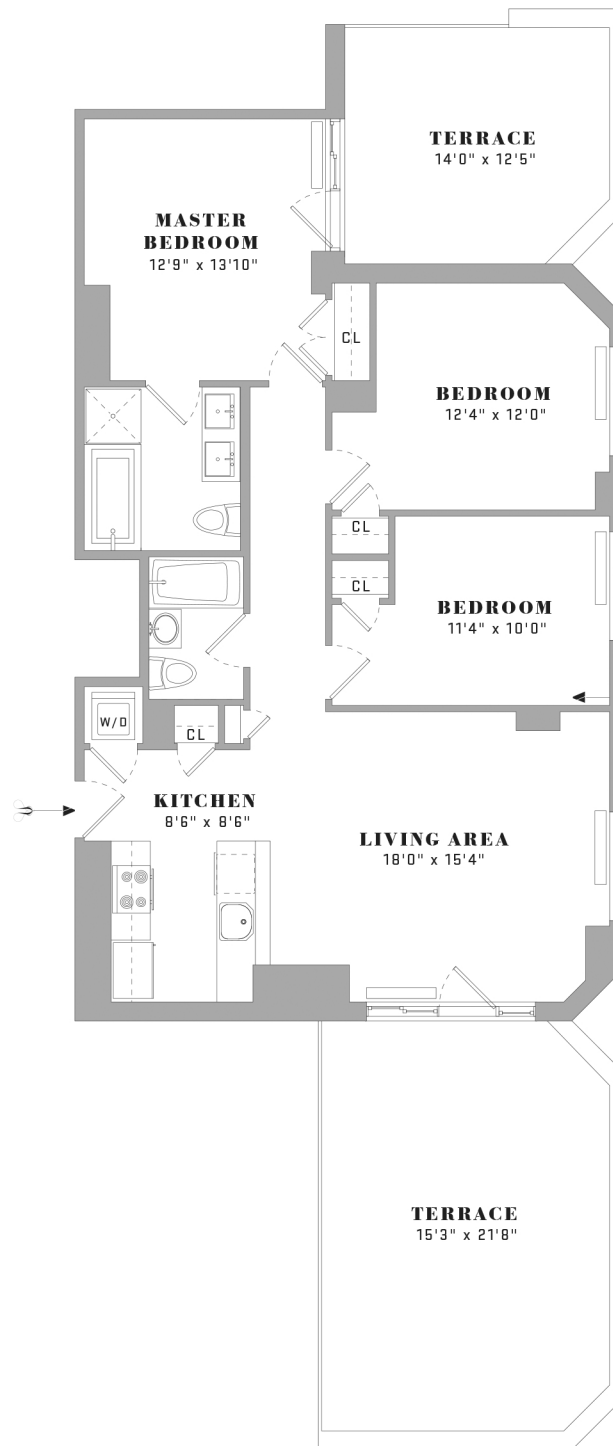 TERRACE
14'0" x 12'5"
MASTER
BEDROOM
12'9" x 13'10"
CL
BEDROOM
12'4" x 12'0"
CL
CL
BEDROOM
11'4" x 10'0"
W/D
CL
KITCHEN
8'6" x 8'6"
LIVING AREA
18'0" x 15'4"
TERRACE
15'3" x 21'8"